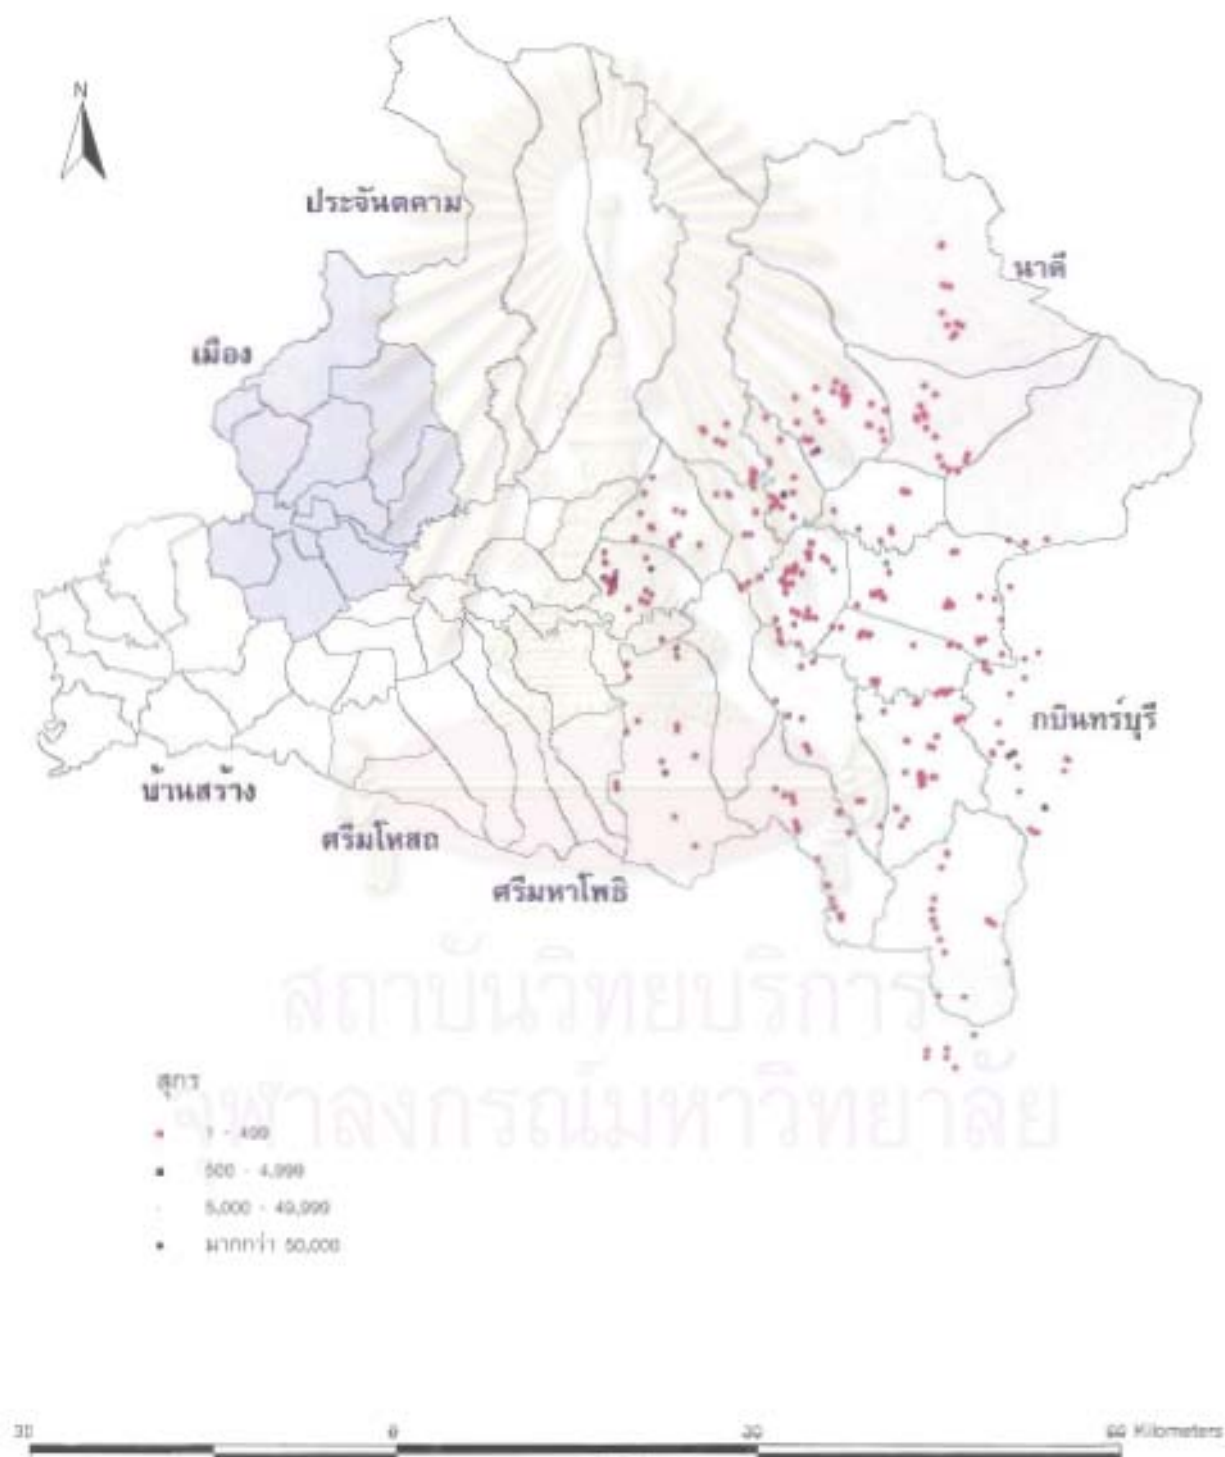 N
ประจันตคาม
นาดี
เมือง
กบินทร์บุรี
บ้านสร้าง
ศรีมโหสถ
ศรีมหาโพธิ
สถาบันวิทยบริการ
จุฬาลงกรณ์มหาวิทยาลัย
สุกร
1 - 499
500 - 4,999
5,000 - 49,999
มากกว่า 50,000
30 0 30 60 Kilometers